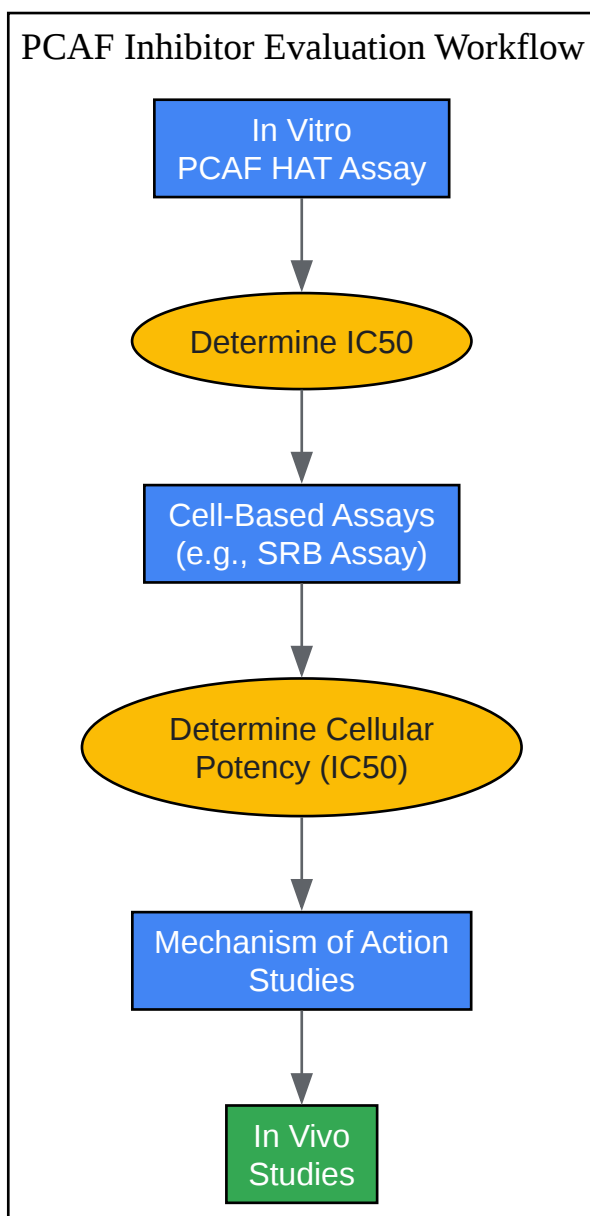 PCAF Inhibitor Evaluation Workflow
In Vitro
PCAF HAT Assay
Determine IC50
Cell-Based Assays
(e.g., SRB Assay)
Determine Cellular
Potency (IC50)
Mechanism of Action
Studies
In Vivo
Studies